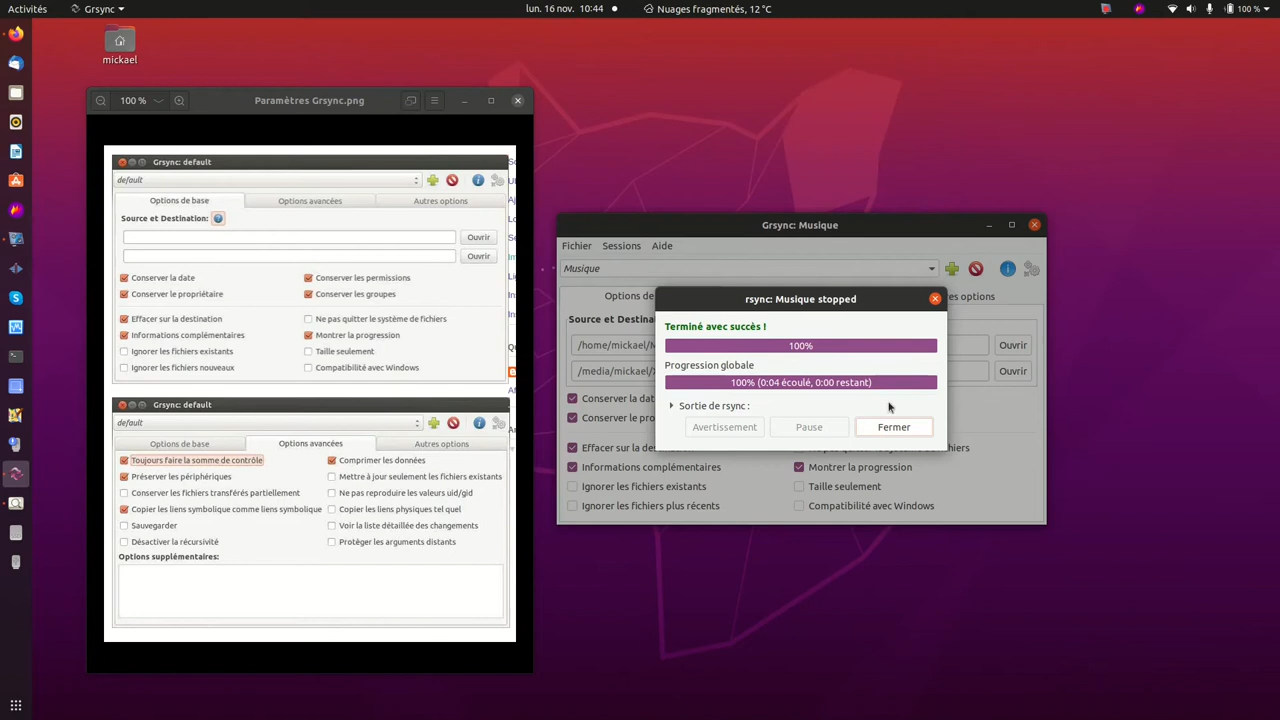 Activités
Grsync
lun. 16 nov. 10:44
Nuages fragmentés, 12 °C
100 %
mickael
100 %
Paramètres Grsync.png
Grsync: default
default
Options de base
Options avancées
Autres options
Source et Destination:
Ouvrir
Ouvrir
Conserver la date
Conserver les permissions
Conserver le propriétaire
Conserver les groupes
Effacer sur la destination
Ne pas quitter le système de fichiers
Informations complémentaires
Montrer la progression
Ignorer les fichiers existants
Taille seulement
Ignorer les fichiers nouveaux
Compatibilité avec Windows
Grsync: default
default
Options de base
Options avancées
Autres options
Toujours faire la somme de contrôle
Comprimer les données
Préserver les périphériques
Mettre à jour seulement les fichiers existants
Conserver les fichiers transférés partiellement
Ne pas reproduire les valeurs uid/gid
Copier les liens symbolique comme liens symbolique
Copier les liens physiques tel quel
Sauvegarder
Voir la liste détaillée des changements
Désactiver la récursivité
Protéger les arguments distants
Options supplémentaires:
Grsync: Musique
Fichier
Sessions
Aide
Musique
Options de
options
Source et Destina
/home/mickael/M
Ouvrir
/media/mickael/
Ouvrir
Conserver la dat
Conserver le pro
Effacer sur la destination
fichiers
Informations complémentaires
Montrer la progression
Ignorer les fichiers existants
Taille seulement
Ignorer les fichiers plus récents
Compatibilité avec Windows
rsync: Musique stopped
Terminé avec succès !
100%
Progression globale
100% (0:04 écoulé, 0:00 restant)
Sortie de rsync :
Avertissement
Pause
Fermer